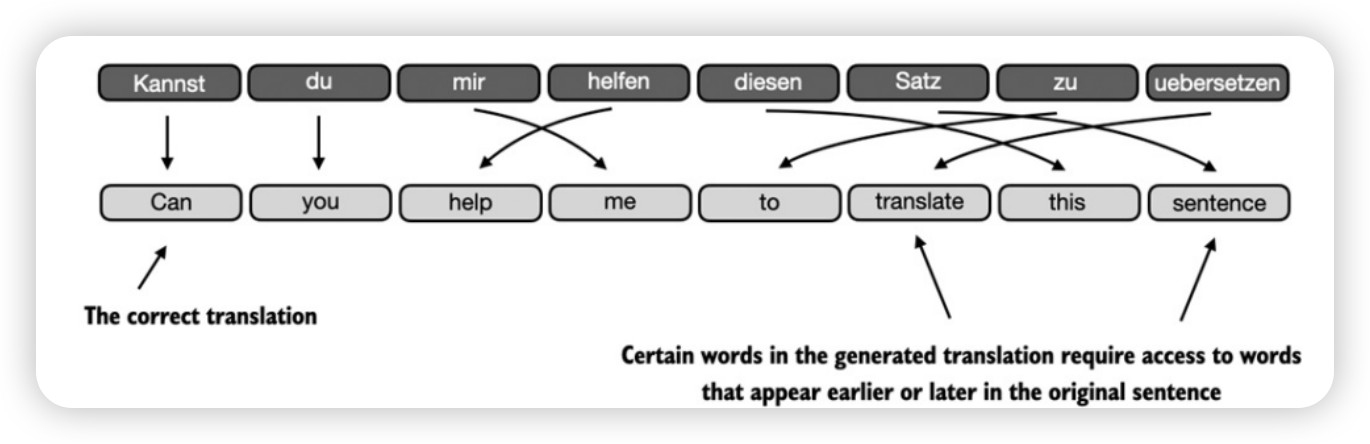 Kannst du mir helfen diesen Satz zu uebersetzen
Can you help me to translate this sentence
The correct translation
Certain words in the generated translation require access to words
that appear earlier or later in the original sentence